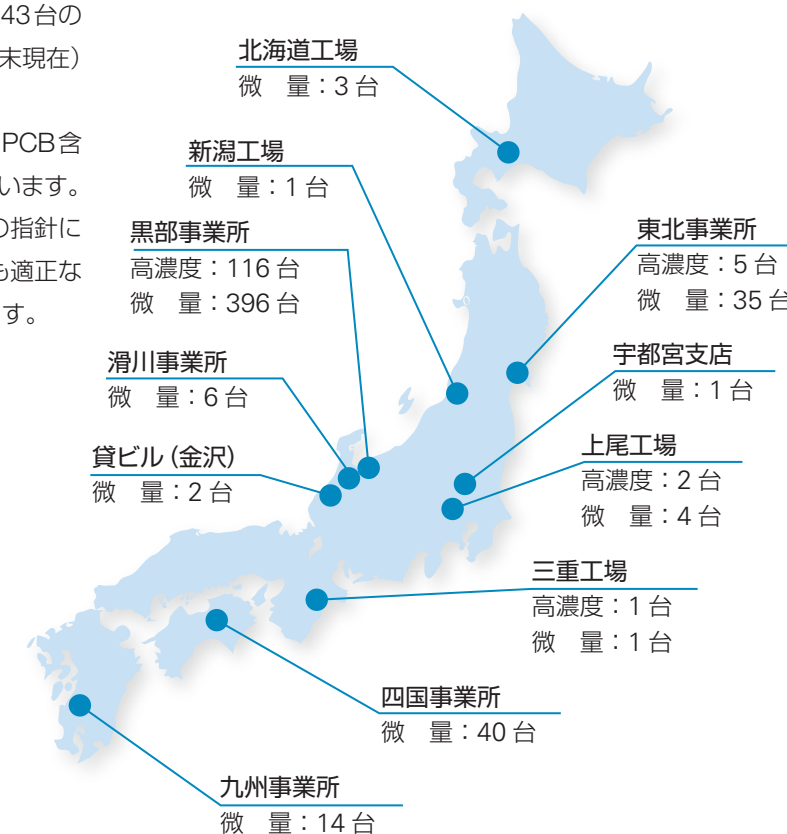 43台の
末現在）
PCB含
います。
の指針に
も適正な
す。
北海道工場
微　量：3 台
新潟工場
微　量：1 台
黒部事業所
高濃度：116 台
微　量：396 台
滑川事業所
微　量：6 台
貸ビル（金沢）
微　量：2 台
東北事業所
高濃度：5 台
微　量：35 台
宇都宮支店
微　量：1 台
上尾工場
高濃度：2 台
微　量：4 台
三重工場
高濃度：1 台
微　量：1 台
四国事業所
微　量：40 台
九州事業所
微　量：14 台